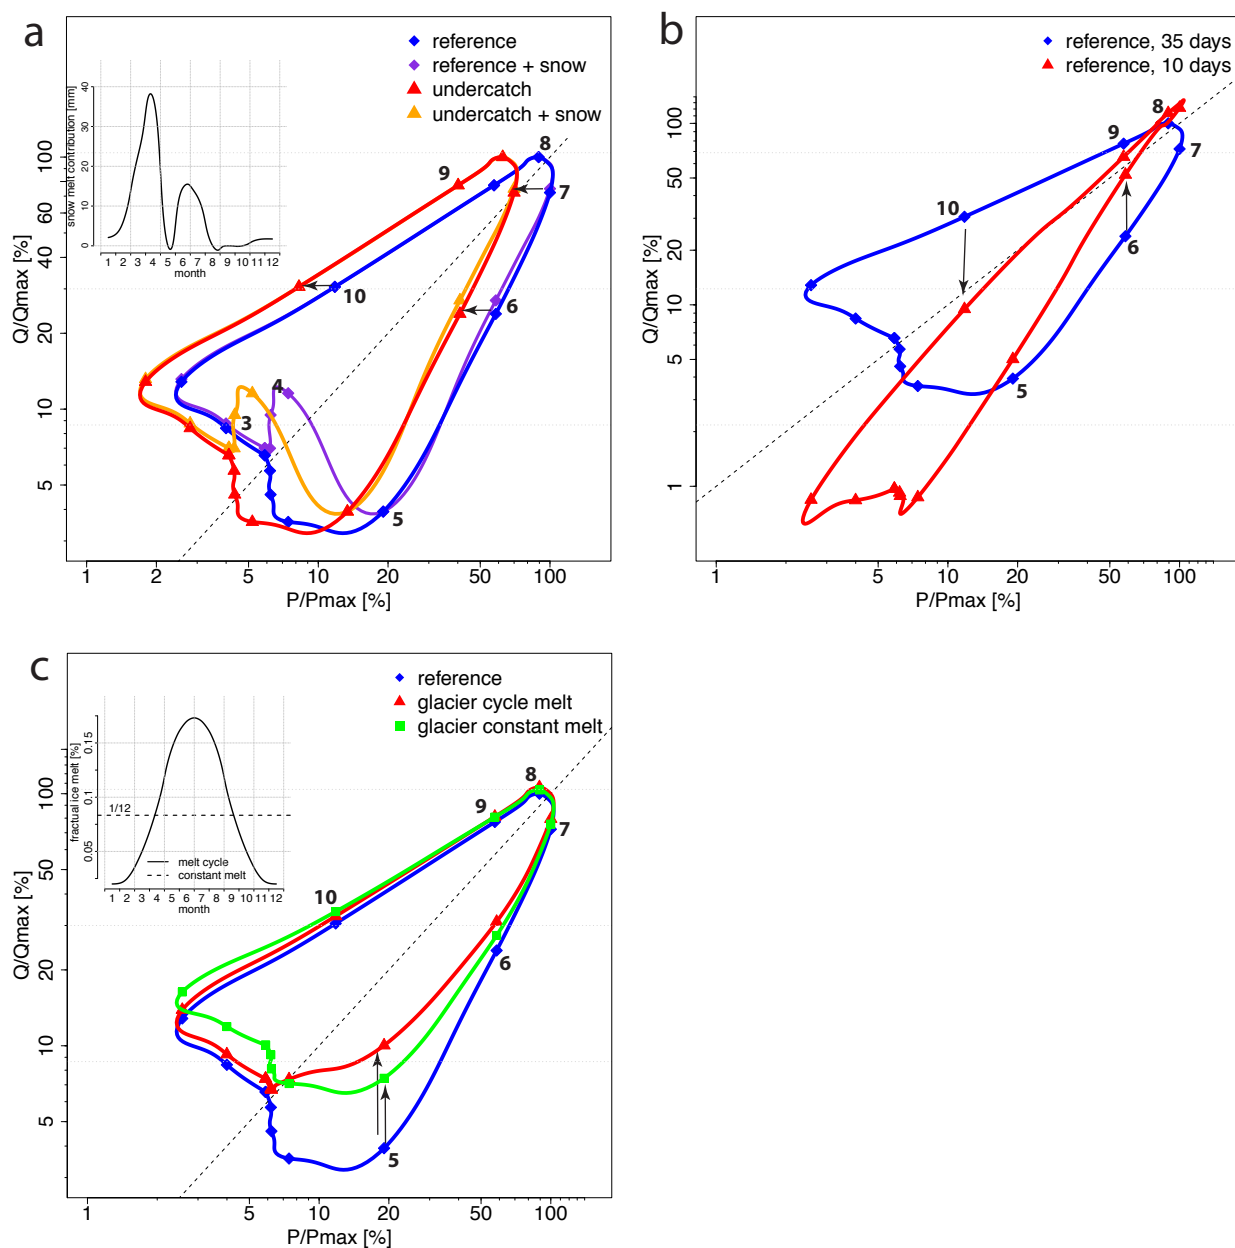 a
reference
reference + snow
undercatch
undercatch + snow
snow melt contribution [mm]
0 10 20 30 40
1 2 3 4 5 6 7 8 9 10 11 12
month
Q/Qmax [%]
100
60
40
20
10
5
8
9
7
10
6
4
3
5
1 2 5 10 20 50 100
P/Pmax [%]
b
reference, 35 days
reference, 10 days
Q/Qmax [%]
100
50
20
10
5
1
8
9
7
10
6
5
1 5 10 20 50 100
P/Pmax [%]
c
reference
glacier cycle melt
glacier constant melt
fractual ice melt [%]
0.05 0.1 0.15
1/12
melt cycle
constant melt
1 2 3 4 5 6 7 8 9 10 11 12
month
Q/Qmax [%]
100
50
20
10
5
8
9
7
10
6
5
1 2 5 10 20 50 100
P/Pmax [%]